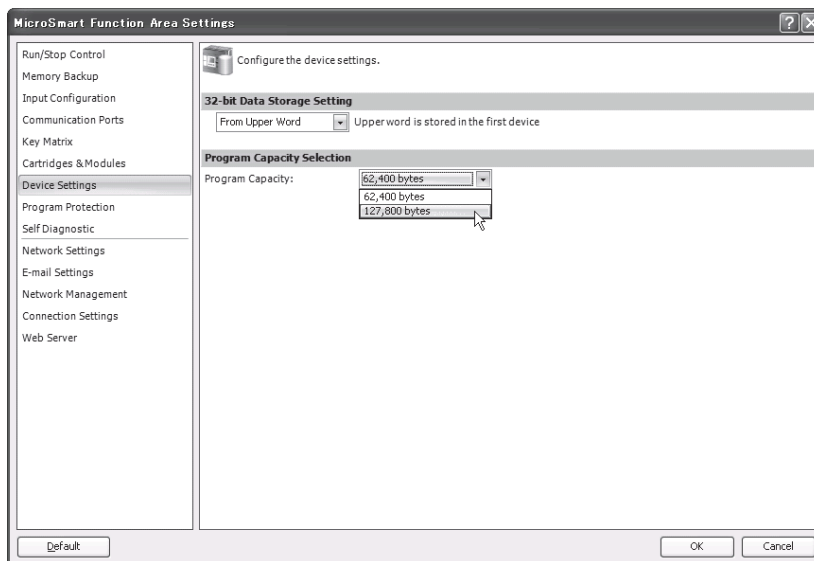 MicroSmart Function Area Settings
?
Run/Stop Control
Memory Backup
Input Configuration
Communication Ports
Key Matrix
Cartridges & Modules
Device Settings
Program Protection
Self Diagnostic
Network Settings
E-mail Settings
Network Management
Connection Settings
Web Server
Configure the device settings.
32-bit Data Storage Setting
From Upper Word Upper word is stored in the first device
Program Capacity Selection
Program Capacity: 62,400 bytes
62,400 bytes
127,800 bytes
Default
OK
Cancel